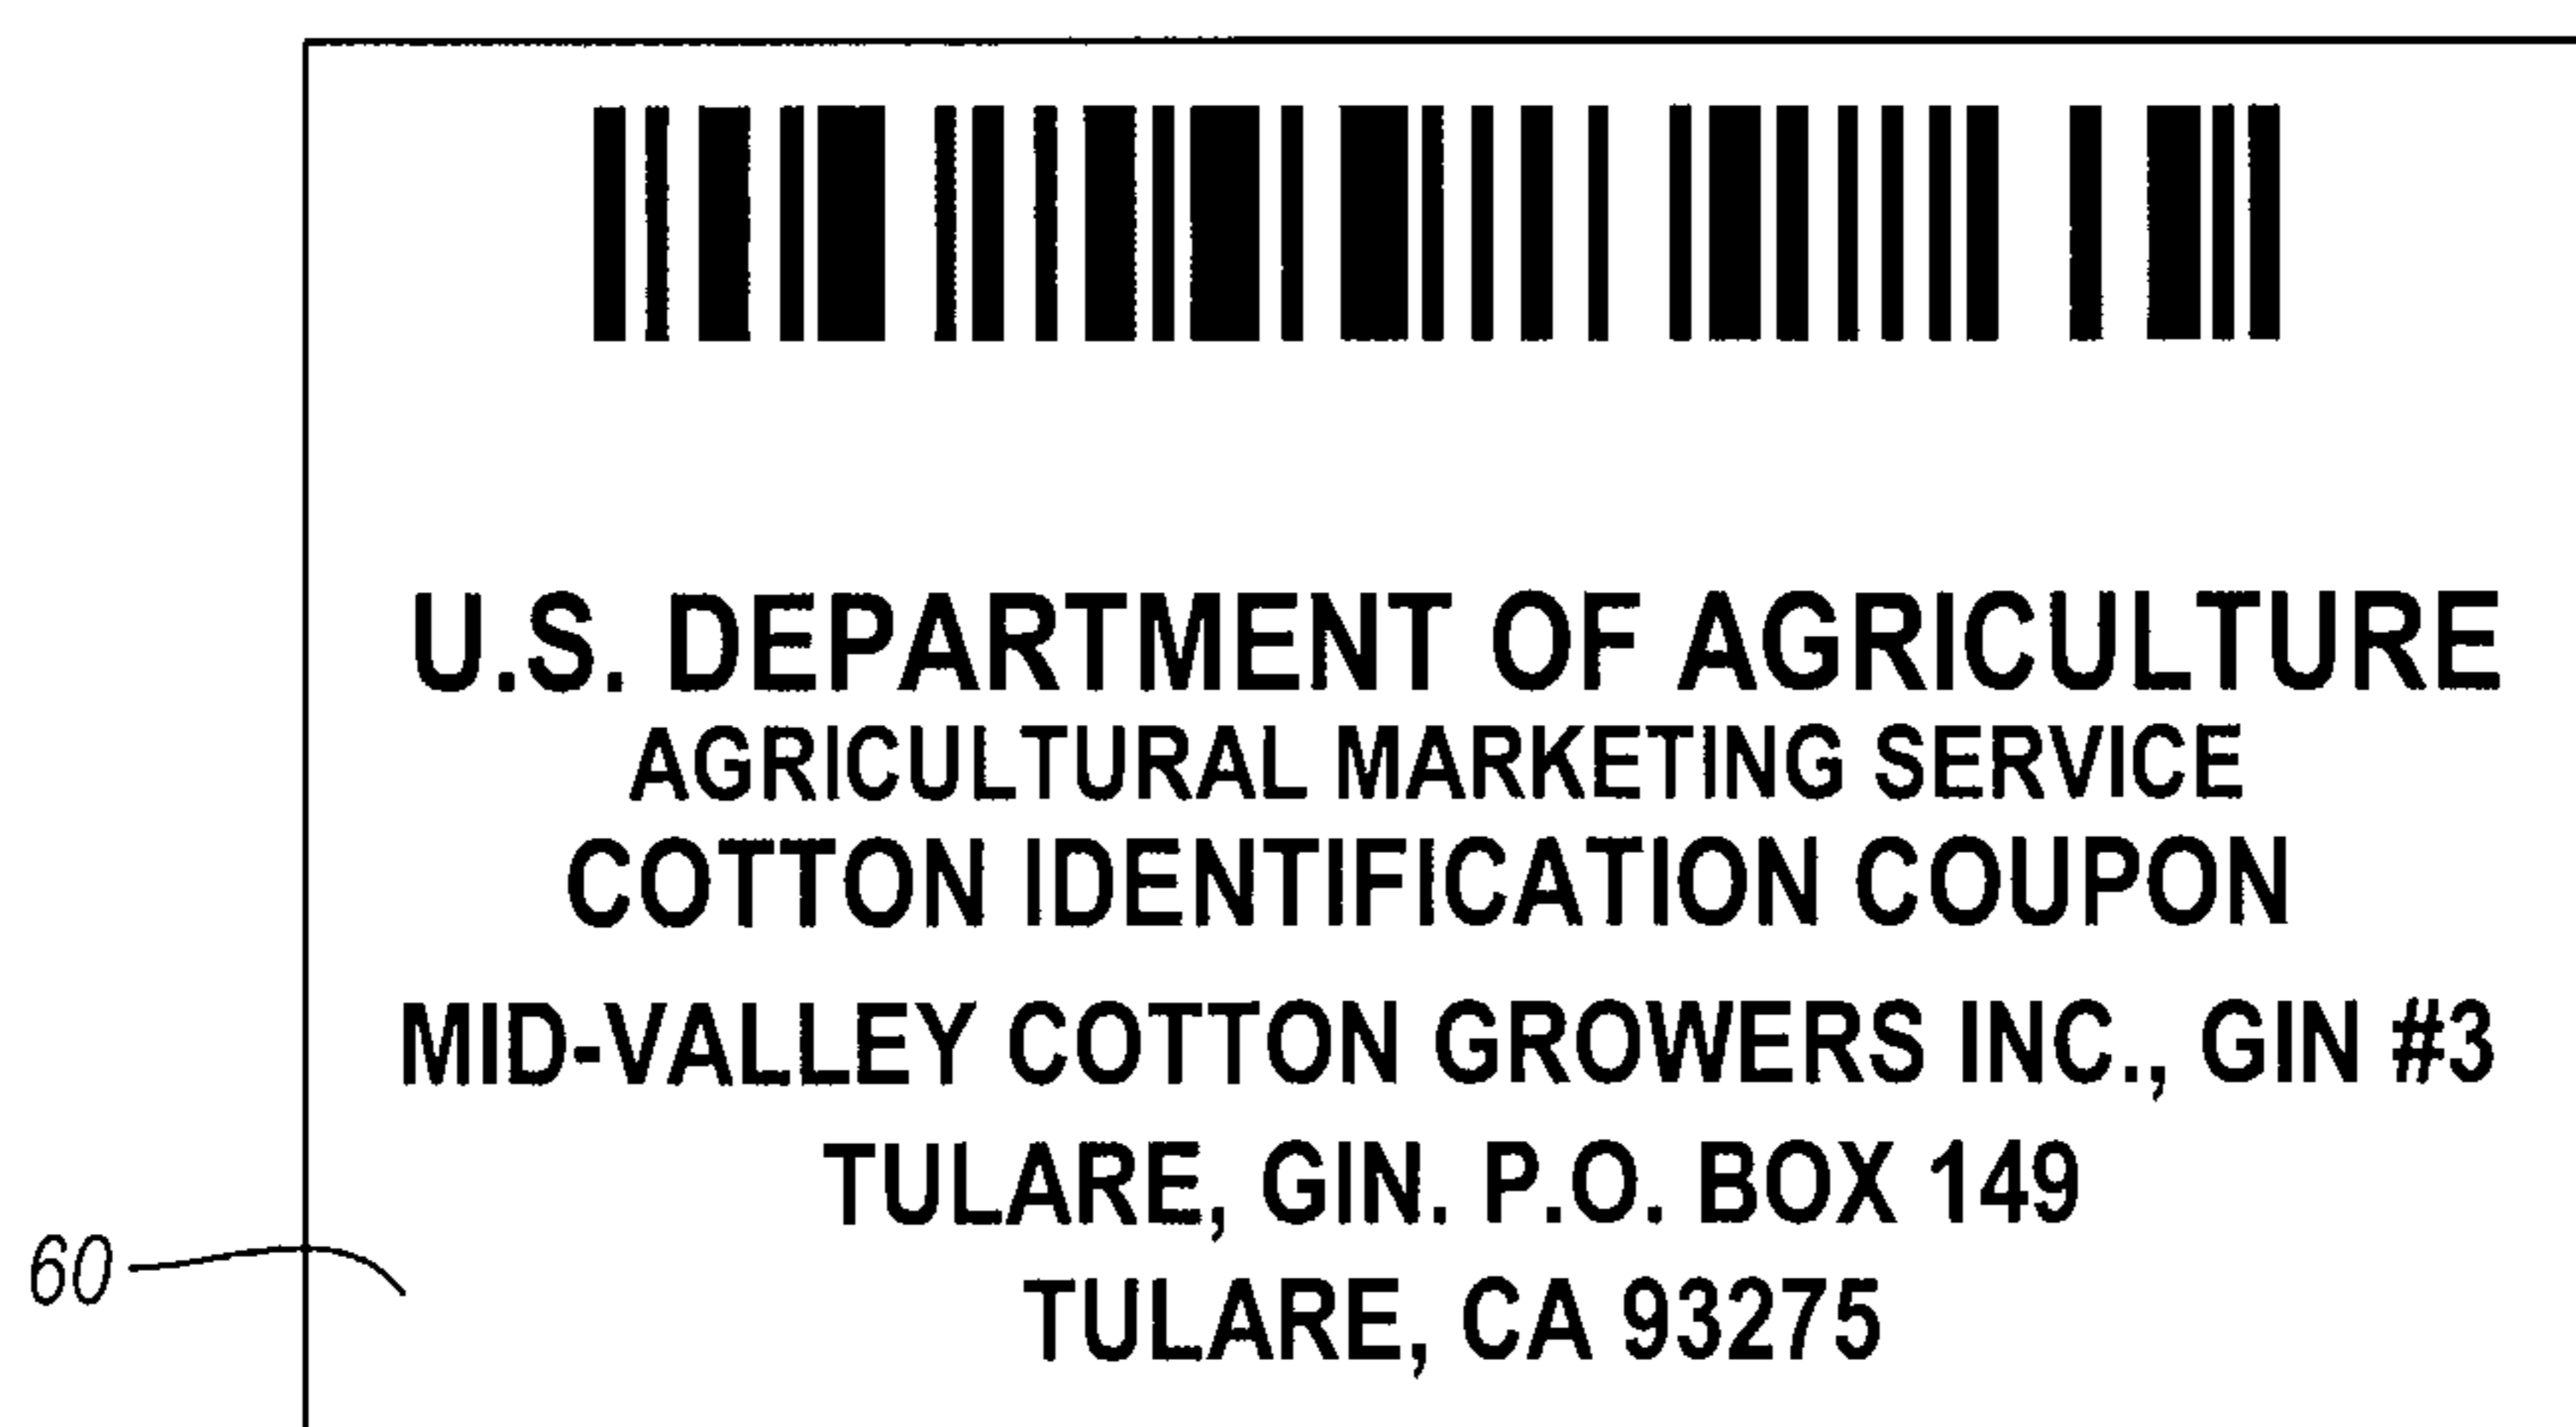 U.S. DEPARTMENT OF AGRICULTURE
AGRICULTURAL MARKETING SERVICE
COTTON IDENTIFICATION COUPON
MID-VALLEY COTTON GROWERS INC., GIN #3
TULARE, GIN. P.O. BOX 149
60
TULARE, CA 93275